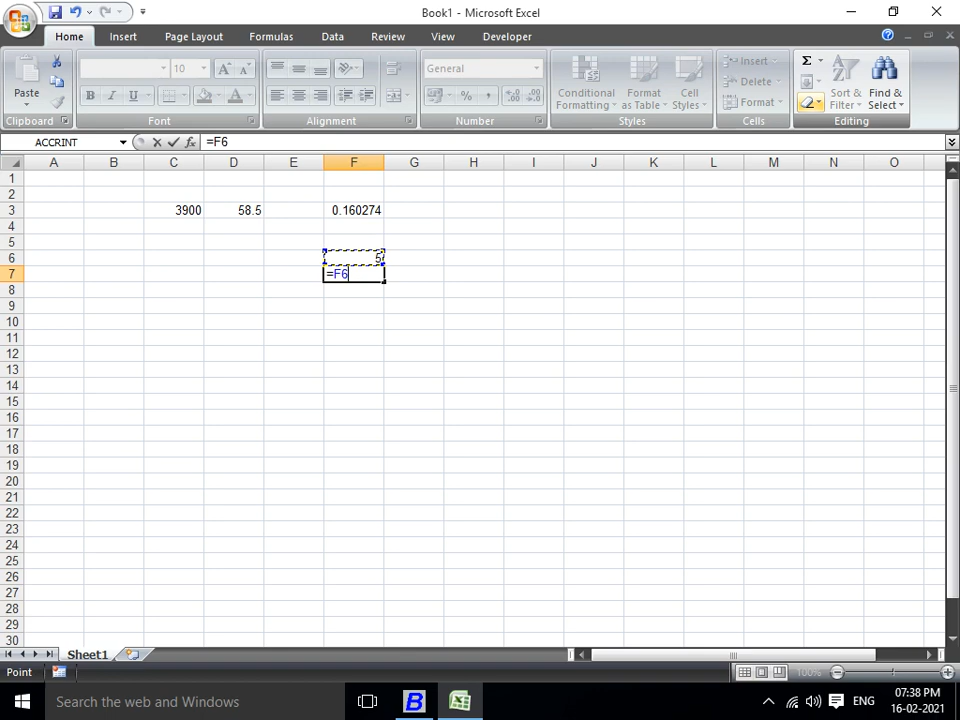 Book1 - Microsoft Excel
Home Insert Page Layout Formulas Data Review View Developer
Paste
10
General
Conditional Formatting
Format as Table
Cell Styles
Insert
Delete
Format
Sort & Filter
Find & Select
Clipboard Font Alignment Number Styles Cells Editing
ACCRINT =F6
A B C D E F G H I J K L M N O
1
2
3 3900 58.5 0.160274
4
5
6 5
7 =F6
8
9
10
11
12
13
14
15
16
17
18
19
20
21
22
23
24
25
26
27
28
29
30
Sheet1
Point 100%
Search the web and Windows
B
ENG
07:38 PM
16-02-2021